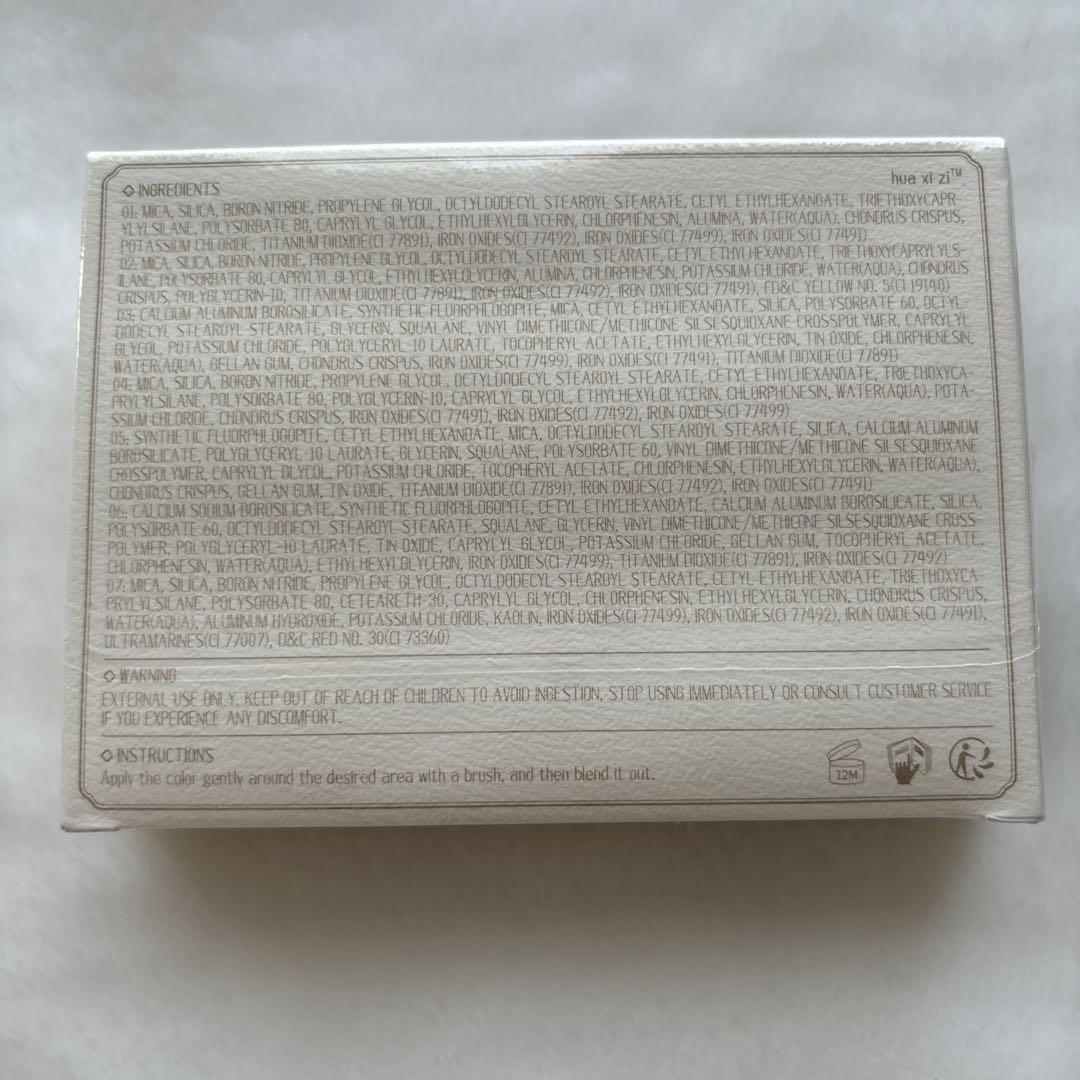 ◇ INGREDIENTS
hua xi zi™
01: MICA, SILICA, BORON NITRIDE, PROPYLENE GLYCOL, OCTYLDODECYL STEAROYL STEARATE, CETYL ETHYLHEXANOATE, TRIETHOXYCAPR-
YLYLSILANE, POLYSORBATE 80, CAPRYLYL GLYCOL, ETHYLHEXYLGLYCERIN, CHLORPHENESIN, ALUMINA, WATER(AQUA), CHONDRUS CRISPUS,
POTASSIUM CHLORIDE, TITANIUM DIOXIDE(CI 77891), IRON OXIDES(CI 77492), IRON OXIDES(CI 77499), IRON OXIDES(CI 77491)
02: MICA, SILICA, BORON NITRIDE, PROPYLENE GLYCOL, OCTYLDODECYL STEAROYL STEARATE, CETYL ETHYLHEXANOATE, TRIETHOXYCAPRYLYLS-
ILANE, POLYSORBATE 80, CAPRYLYL GLYCOL, ETHYLHEXYLGLYCERIN, ALUMINA, CHLORPHENESIN, POTASSIUM CHLORIDE, WATER(AQUA), CHONDRUS
CRISPUS, POLYGLYCERIN-10, TITANIUM DIOXIDE(CI 77891), IRON OXIDES(CI 77492), IRON OXIDES(CI 77491), FD&C YELLOW NO. 5(CI 19140)
03: CALCIUM ALUMINUM BOROSILICATE, SYNTHETIC FLUORPHLOGOPITE, MICA, CETYL ETHYLHEXANOATE, SILICA, POLYSORBATE 60, OCTYL-
DODECYL STEAROYL STEARATE, GLYCERIN, SQUALANE, VINYL DIMETHICONE/METHICONE SILSESQUIOXANE CROSSPOLYMER, CAPRYLYL
GLYCOL, POTASSIUM CHLORIDE, POLYGLYCERYL-10 LAURATE, TOCOPHERYL ACETATE, ETHYLHEXYLGLYCERIN, TIN OXIDE, CHLORPHENESIN,
WATER(AQUA), GELLAN GUM, CHONDRUS CRISPUS, IRON OXIDES(CI 77499), IRON OXIDES(CI 77491), TITANIUM DIOXIDE(CI 77891)
04: MICA, SILICA, BORON NITRIDE, PROPYLENE GLYCOL, OCTYLDODECYL STEAROYL STEARATE, CETYL ETHYLHEXANOATE, TRIETHOXYCA-
PRYLYLSILANE, POLYSORBATE 80, POLYGLYCERIN-10, CAPRYLYL GLYCOL, ETHYLHEXYLGLYCERIN, CHLORPHENESIN, WATER(AQUA), POTA-
SSIUM CHLORIDE, CHONDRUS CRISPUS, IRON OXIDES(CI 77491), IRON OXIDES(CI 77492), IRON OXIDES(CI 77499)
05: SYNTHETIC FLUORPHLOGOPITE, CETYL ETHYLHEXANOATE, MICA, OCTYLDODECYL STEAROYL STEARATE, SILICA, CALCIUM ALUMINUM
BOROSILICATE, POLYGLYCERYL-10 LAURATE, GLYCERIN, SQUALANE, POLYSORBATE 60, VINYL DIMETHICONE/METHICONE SILSESQUIOXANE
CROSSPOLYMER, CAPRYLYL GLYCOL, POTASSIUM CHLORIDE, TOCOPHERYL ACETATE, CHLORPHENESIN, ETHYLHEXYLGLYCERIN, WATER(AQUA),
CHONDRUS CRISPUS, GELLAN GUM, TIN OXIDE, TITANIUM DIOXIDE(CI 77891), IRON OXIDES(CI 77492), IRON OXIDES(CI 77491)
06: CALCIUM SODIUM BOROSILICATE, SYNTHETIC FLUORPHLOGOPITE, CETYL ETHYLHEXANOATE, CALCIUM ALUMINUM BOROSILICATE, SILICA,
POLYSORBATE 60, OCTYLDODECYL STEAROYL STEARATE, SQUALANE, GLYCERIN, VINYL DIMETHICONE/METHICONE SILSESQUIOXANE CROSS-
POLYMER, POLYGLYCERYL-10 LAURATE, TIN OXIDE, CAPRYLYL GLYCOL, POTASSIUM CHLORIDE, GELLAN GUM, TOCOPHERYL ACETATE,
CHLORPHENESIN, WATER(AQUA), ETHYLHEXYLGLYCERIN, IRON OXIDES(CI 77499), TITANIUM DIOXIDE(CI 77891), IRON OXIDES(CI 77492)
07: MICA, SILICA, BORON NITRIDE, PROPYLENE GLYCOL, OCTYLDODECYL STEAROYL STEARATE, CETYL ETHYLHEXANOATE, TRIETHOXYCA
PRYLYLSILANE, POLYSORBATE 80, CETEARETH-30, CAPRYLYL GLYCOL, CHLORPHENESIN, ETHYLHEXYLGLYCERIN, CHONDRUS CRISPUS,
WATER(AQUA), ALUMINUM HYDROXIDE, POTASSIUM CHLORIDE, KAOLIN, IRON OXIDES(CI 77499), IRON OXIDES(CI 77492), IRON OXIDES(CI 77491),
ULTRAMARINES(CI 77007), D&C RED NO. 30(CI 73360)
◇ WARNING
EXTERNAL USE ONLY. KEEP OUT OF REACH OF CHILDREN TO AVOID INGESTION. STOP USING IMMEDIATELY OR CONSULT CUSTOMER SERVICE
IF YOU EXPERIENCE ANY DISCOMFORT.
◇ INSTRUCTIONS
Apply the color gently around the desired area with a brush, and then blend it out.
12M